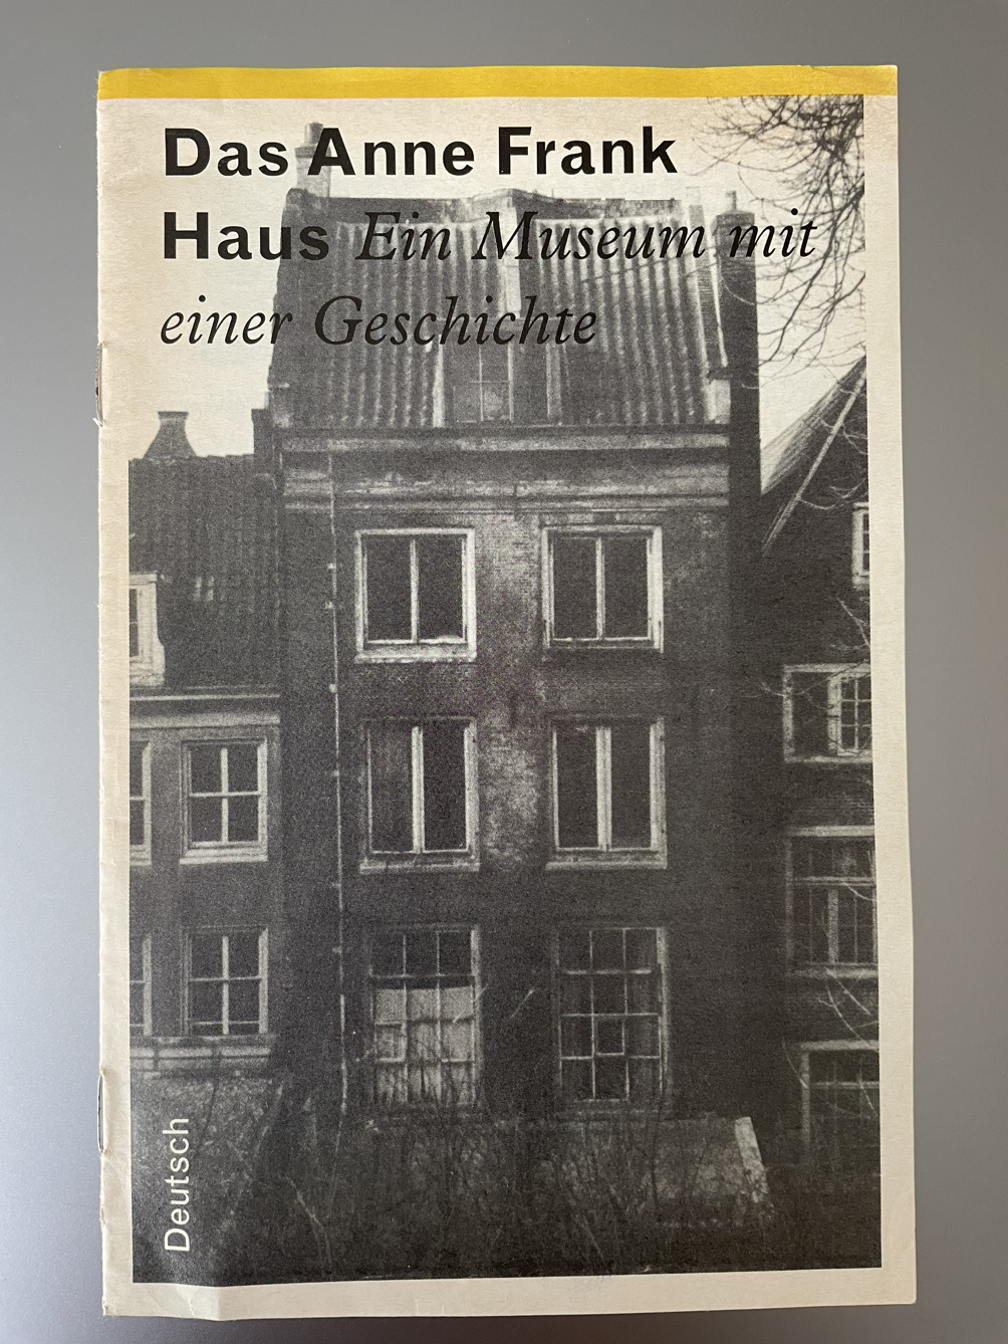 Das Anne Frank
Haus Ein Museum mit
einer Geschichte
Deutsch